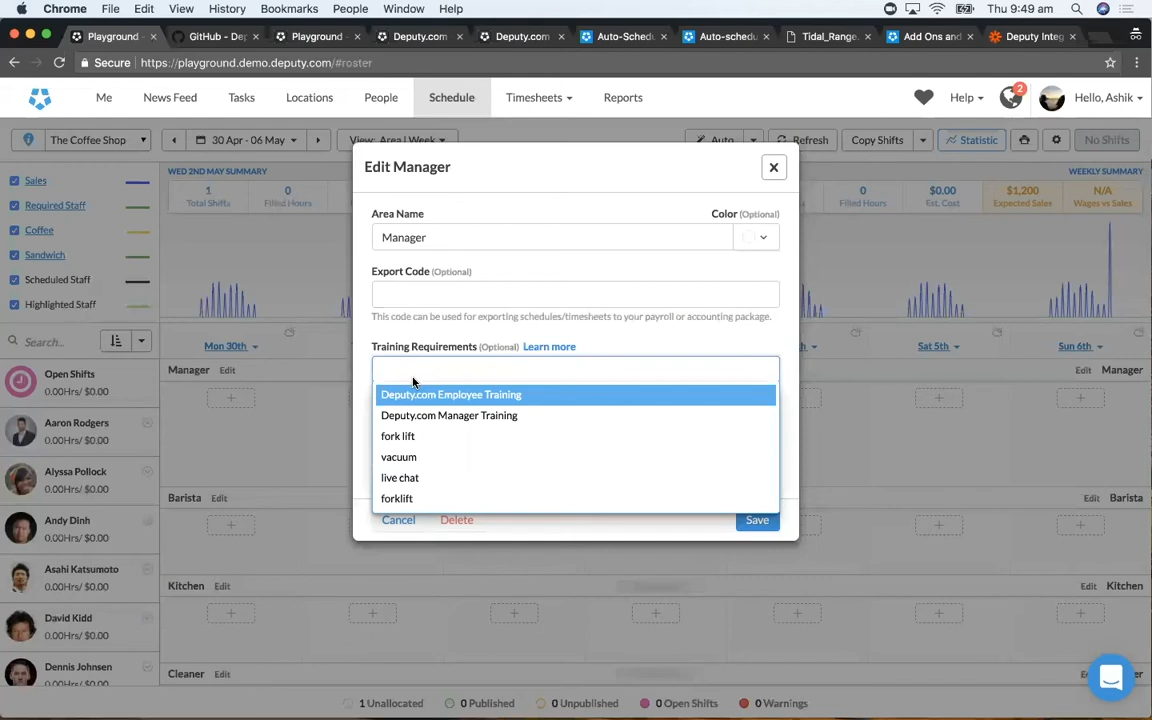 Chrome File Edit View History Bookmarks People Window Help Thu 9:49 am
Playground - GitHub - Dep Playground - Deputy.com Deputy.com Auto-Schedu Auto-schedu Tidal_Range. Add Ons and Deputy Integ
Secure https://playground.demo.deputy.com/#roster
Me News Feed Tasks Locations People Schedule Timesheets Reports Help 2 Hello, Ashik
The Coffee Shop 30 Apr - 06 May View: Area | Week Auto Refresh Copy Shifts Statistic No Shifts
WED 2ND MAY SUMMARY WEEKLY SUMMARY
1 0 0 $0.00 $1,200 N/A
Total Shifts Filled Hours Filled Hours Est. Cost Expected Sales Wages vs Sales
Sales
Required Staff
Coffee
Sandwich
Scheduled Staff
Highlighted Staff
Search...
Mon 30th Sat 5th Sun 6th
Open Shifts
0.00Hrs/ $0.00
Aaron Rodgers
0.00Hrs/ $0.00
Alyssa Pollock
0.00Hrs/ $0.00
Andy Dinh
0.00Hrs/ $0.00
Asahi Katsumoto
0.00Hrs/ $0.00
David Kidd
0.00Hrs/ $0.00
Dennis Johnsen
0.00Hrs/ $0.00
Manager Edit Edit Manager
Barista Edit Edit Barista
Kitchen Edit Edit Kitchen
Cleaner Edit
Edit Manager
Area Name Color (Optional)
Manager
Export Code (Optional)
This code can be used for exporting schedules/timesheets to your payroll or accounting package.
Training Requirements (Optional) Learn more
Deputy.com Employee Training
Deputy.com Manager Training
fork lift
vacuum
live chat
forklift
Cancel Delete Save
1 Unallocated 0 Published 0 Unpublished 0 Open Shifts 0 Warnings